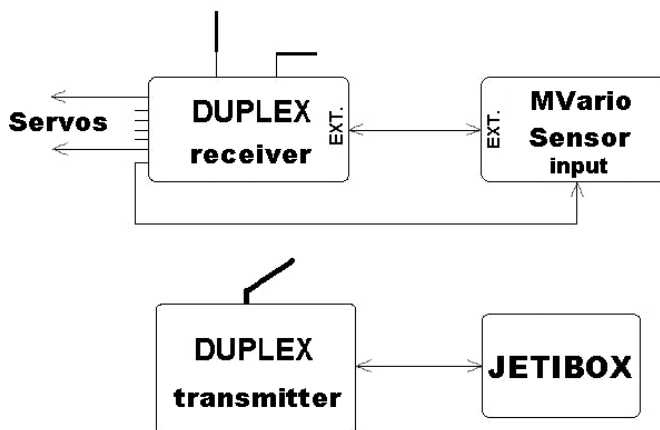 Servos
DUPLEX
receiver
EXT.
EXT.
MVario
Sensor
input
DUPLEX
transmitter
JETIBOX